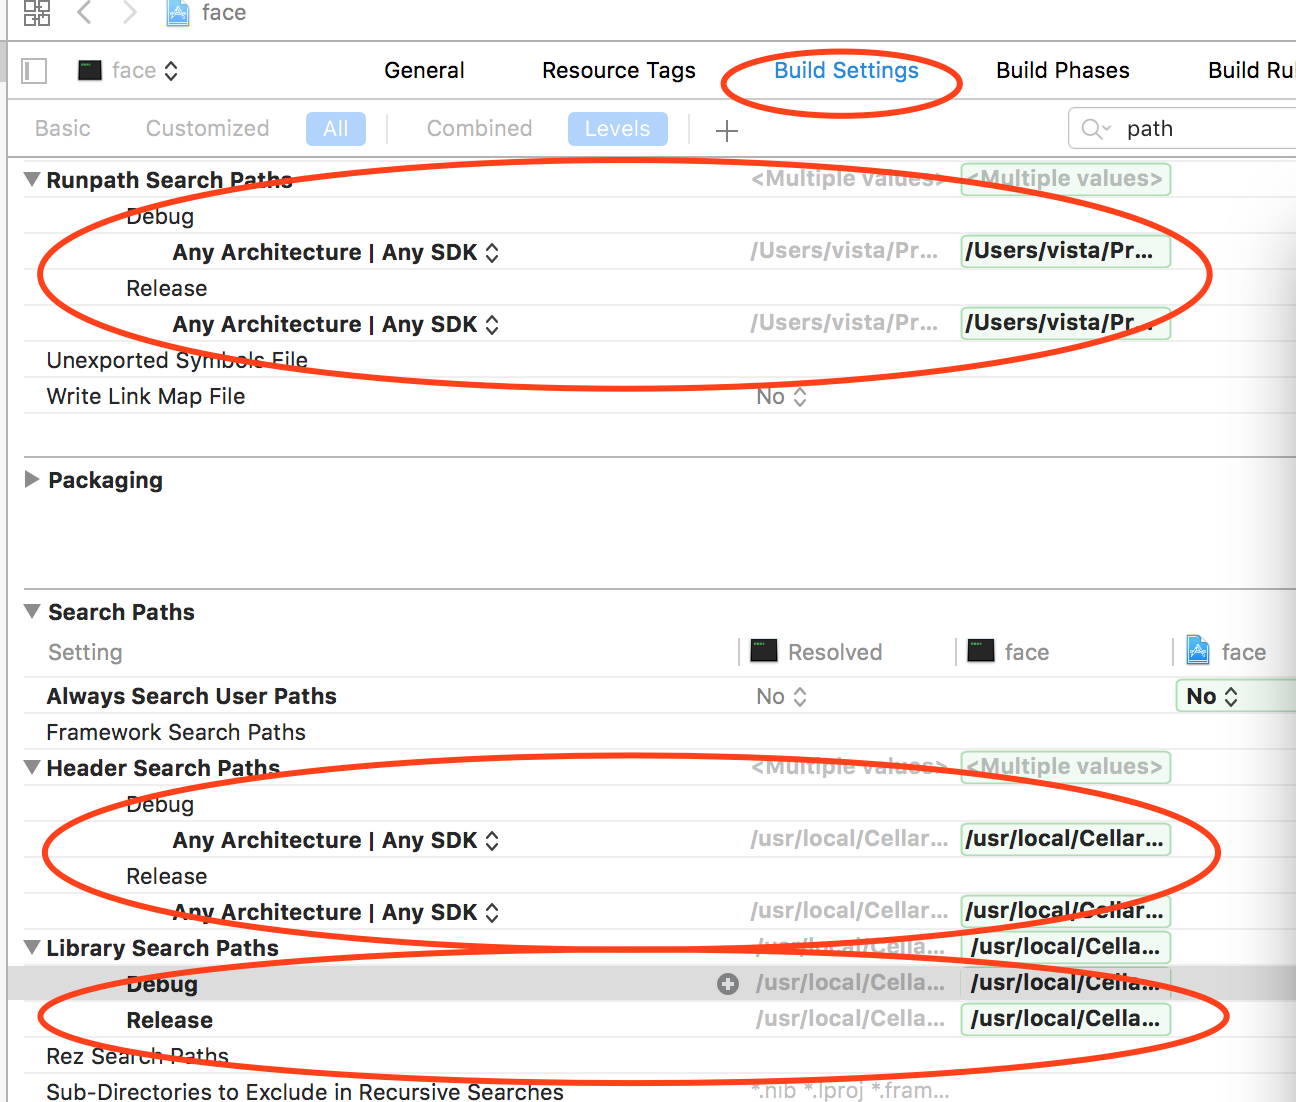 face
face General Resource Tags Build Settings Build Phases Build Rul
Basic Customized All Combined Levels + path
Runpath Search Paths <Multiple values> <Multiple values>
Debug
Any Architecture | Any SDK /Users/vista/Pr... /Users/vista/Pr...
Release
Any Architecture | Any SDK /Users/vista/Pr... /Users/vista/Pr...
Unexported Symbols File
Write Link Map File No
Packaging
Search Paths
Setting Resolved face face
Always Search User Paths No No
Framework Search Paths
Header Search Paths <Multiple values> <Multiple values>
Debug
Any Architecture | Any SDK /usr/local/Cellar... /usr/local/Cellar...
Release
Any Architecture | Any SDK /usr/local/Cellar... /usr/local/Cellar...
Library Search Paths /usr/local/Cella... /usr/local/Cella...
Debug /usr/local/Cella... /usr/local/Cella...
Release /usr/local/Cella... /usr/local/Cella...
Rez Search Paths
Sub-Directories to Exclude in Recursive Searches *.nib *.lproj *.fram...